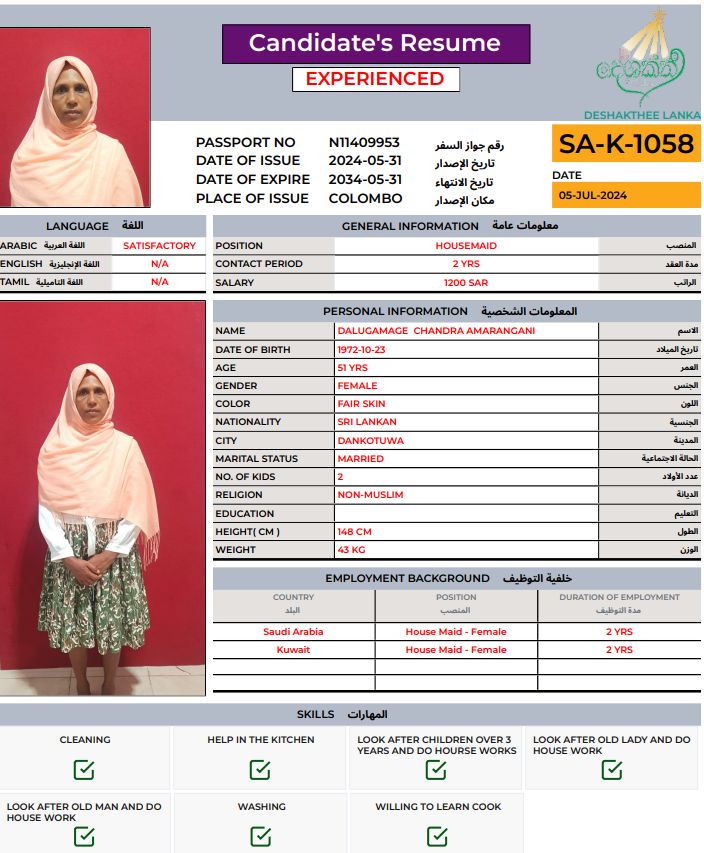 Candidate's Resume
EXPERIENCED
දේශශක්ති
DESHAKTHEE LANKA
PASSPORT NO N11409953 رقم جواز السفر
DATE OF ISSUE 2024-05-31 تاريخ الإصدار
DATE OF EXPIRE 2034-05-31 تاريخ الانتهاء
PLACE OF ISSUE COLOMBO مكان الإصدار
SA-K-1058
DATE
05-JUL-2024
LANGUAGE اللغة
ARABIC اللغة العربية SATISFACTORY
ENGLISH اللغة الإنجليزية N/A
TAMIL اللغة التاميلية N/A
GENERAL INFORMATION معلومات عامة
POSITION HOUSEMAID المنصب
CONTACT PERIOD 2 YRS مدة العقد
SALARY 1200 SAR الراتب
PERSONAL INFORMATION المعلومات الشخصية
NAME DALUGAMAGE CHANDRA AMARANGANI الاسم
DATE OF BIRTH 1972-10-23 تاريخ الميلاد
AGE 51 YRS العمر
GENDER FEMALE الجنس
COLOR FAIR SKIN اللون
NATIONALITY SRI LANKAN الجنسية
CITY DANKOTUWA المدينة
MARITAL STATUS MARRIED الحالة الاجتماعية
NO. OF KIDS 2 عدد الأولاد
RELIGION NON-MUSLIM الديانة
EDUCATION التعليم
HEIGHT( CM ) 148 CM الطول
WEIGHT 43 KG الوزن
EMPLOYMENT BACKGROUND خلفية التوظيف
COUNTRY POSITION DURATION OF EMPLOYMENT
البلد المنصب مدة التوظيف
Saudi Arabia House Maid - Female 2 YRS
Kuwait House Maid - Female 2 YRS
SKILLS المهارات
CLEANING
HELP IN THE KITCHEN
LOOK AFTER CHILDREN OVER 3
YEARS AND DO HOURSE WORKS
LOOK AFTER OLD LADY AND DO
HOUSE WORK
LOOK AFTER OLD MAN AND DO
HOUSE WORK
WASHING
WILLING TO LEARN COOK